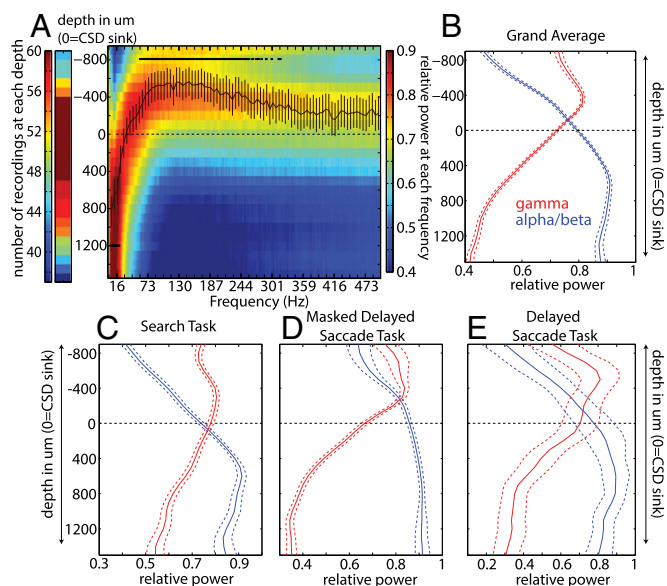 A
depth in um
(0=CSD sink)
number of recordings at each depth
60
56
52
48
44
40
-800
-400
0
400
800
1200
16 73 130 187 244 301 359 416 473
Frequency (Hz)
0.9
0.8
0.7
0.6
0.5
0.4
relative power at each frequency
B
Grand Average
-800
-400
0
400
800
1200
gamma
alpha/beta
0.4 0.6 0.8 1
relative power
depth in um (0=CSD sink)
C
Search Task
depth in um (0=CSD sink)
-800
-400
0
400
800
1200
0.3 0.5 0.7 0.9
relative power
D
Masked Delayed
Saccade Task
0.4 0.6 0.8 1
relative power
E
Delayed
Saccade Task
0.2 0.4 0.6 0.8 1
relative power
depth in um (0=CSD sink)